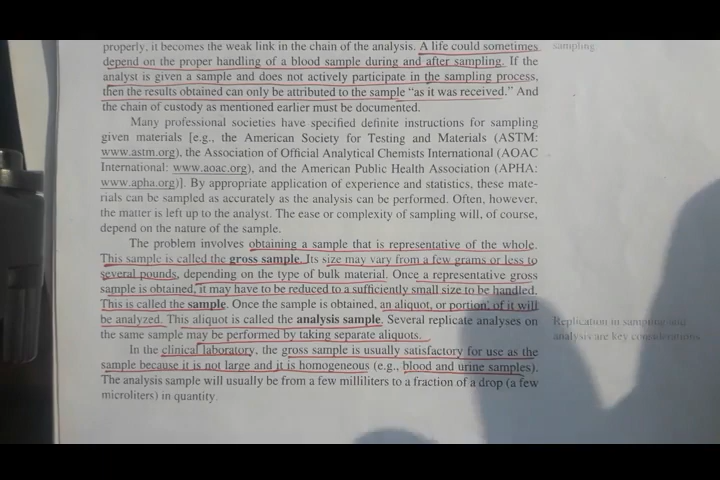 properly, it becomes the weak link in the chain of the analysis. A life could sometimes
depend on the proper handling of a blood sample during and after sampling. If the
analyst is given a sample and does not actively participate in the sampling process,
then the results obtained can only be attributed to the sample “as it was received.” And
the chain of custody as mentioned earlier must be documented.
Many professional societies have specified definite instructions for sampling
given materials [e.g., the American Society for Testing and Materials (ASTM:
www.astm.org), the Association of Official Analytical Chemists International (AOAC
International: www.aoac.org), and the American Public Health Association (APHA:
www.apha.org)]. By appropriate application of experience and statistics, these mate-
rials can be sampled as accurately as the analysis can be performed. Often, however,
the matter is left up to the analyst. The ease or complexity of sampling will, of course,
depend on the nature of the sample.
The problem involves obtaining a sample that is representative of the whole.
This sample is called the gross sample. Its size may vary from a few grams or less to
several pounds, depending on the type of bulk material. Once a representative gross
sample is obtained, it may have to be reduced to a sufficiently small size to be handled.
This is called the sample. Once the sample is obtained, an aliquot, or portion, of it will
be analyzed. This aliquot is called the analysis sample. Several replicate analyses on
the same sample may be performed by taking separate aliquots.
In the clinical laboratory, the gross sample is usually satisfactory for use as the
sample because it is not large and it is homogeneous (e.g., blood and urine samples).
The analysis sample will usually be from a few milliliters to a fraction of a drop (a few
microliters) in quantity.
sampling.
Replication in sampling and
analysis are key considerations.